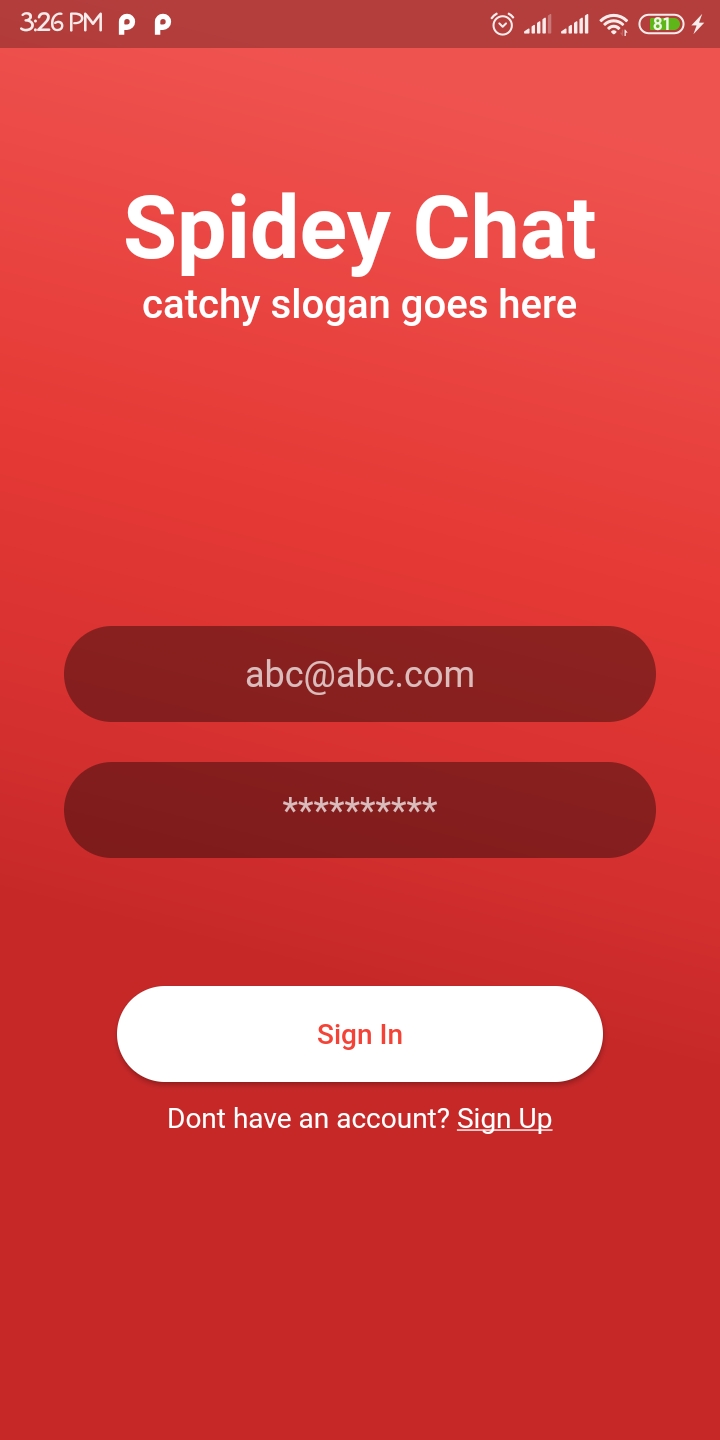 3:26 PM 81
Spidey Chat
catchy slogan goes here
abc@abc.com
**********
Sign In
Dont have an account? Sign Up